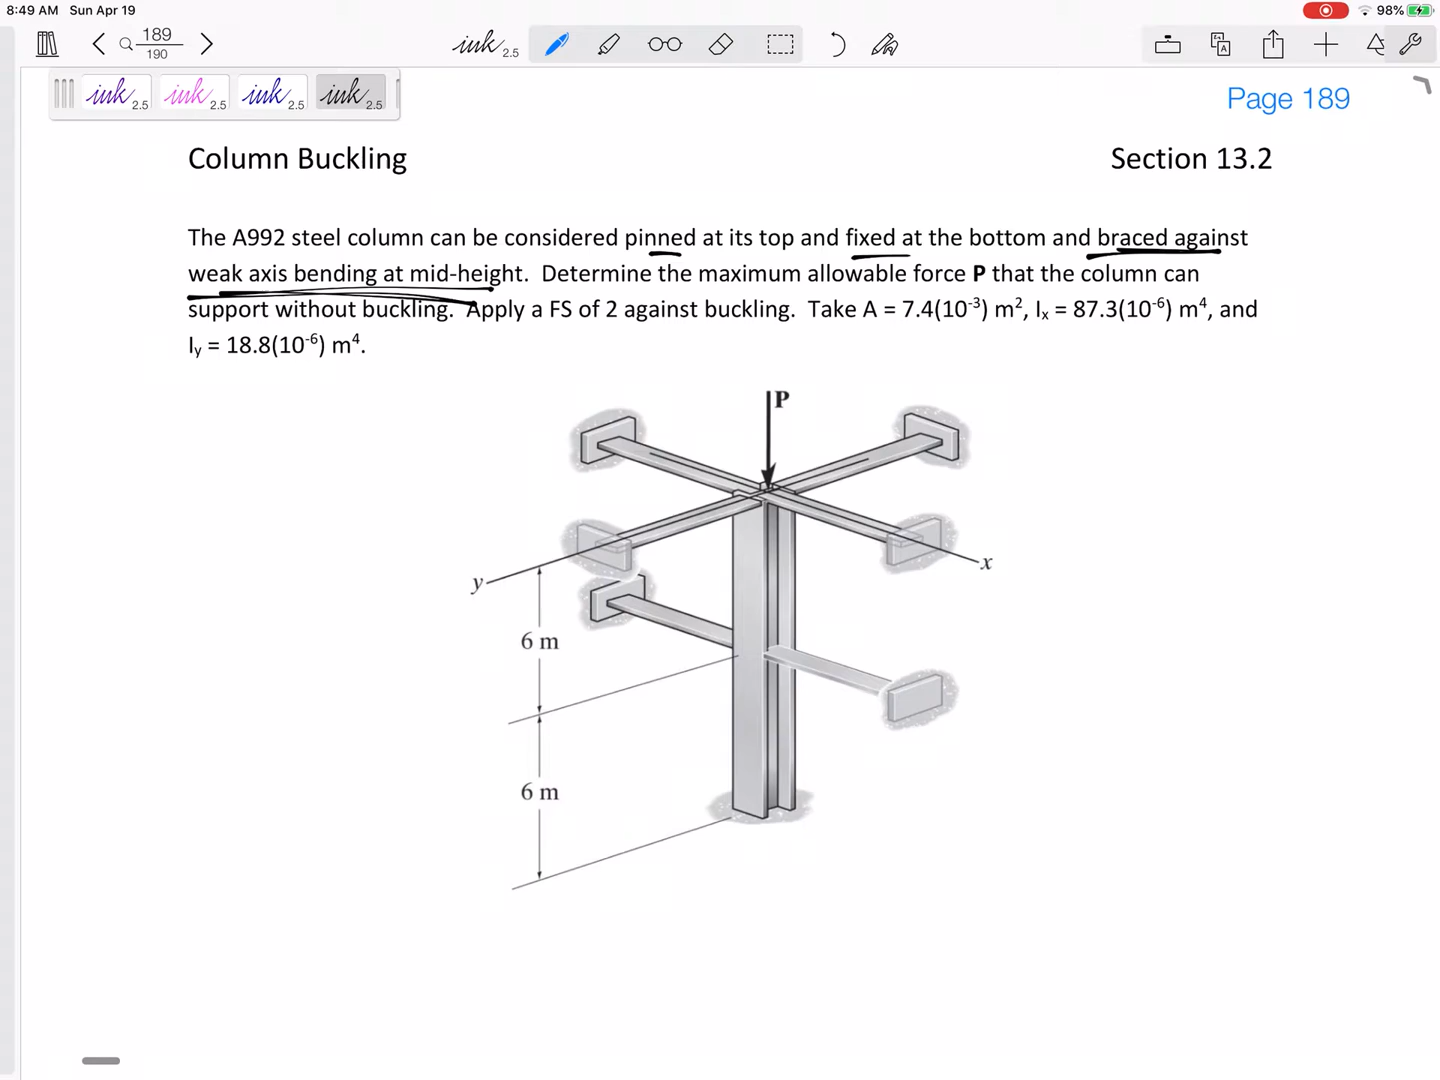 8:49 AM Sun Apr 19
98%
189
190
ink 2.5
ink 2.5
ink 2.5
ink 2.5
ink 2.5
Page 189
Column Buckling
Section 13.2
The A992 steel column can be considered pinned at its top and fixed at the bottom and braced against
weak axis bending at mid-height. Determine the maximum allowable force P that the column can
support without buckling. Apply a FS of 2 against buckling. Take A = 7.4(10⁻³) m², Iₓ = 87.3(10⁻⁶) m⁴, and
Iᵧ = 18.8(10⁻⁶) m⁴.
P
x
y
6 m
6 m